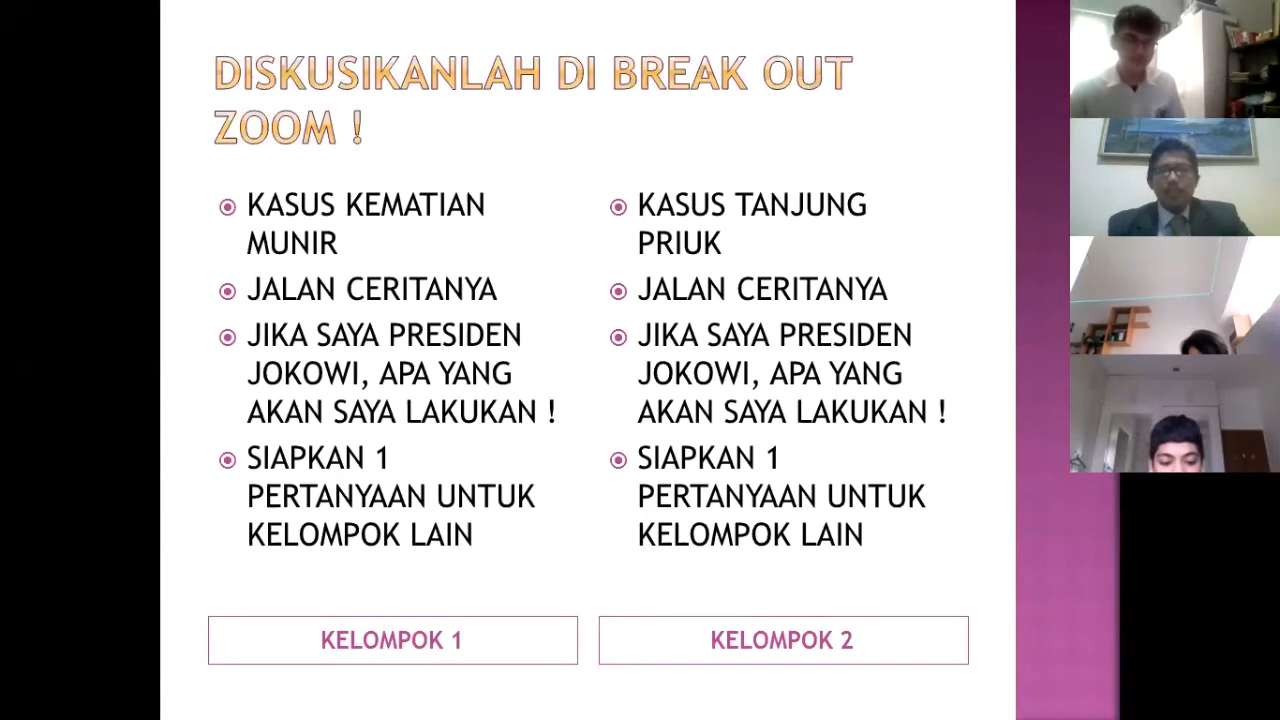 DISKUSIKANLAH DI BREAK OUT
ZOOM !
KASUS KEMATIAN
MUNIR
JALAN CERITANYA
JIKA SAYA PRESIDEN
JOKOWI, APA YANG
AKAN SAYA LAKUKAN !
SIAPKAN 1
PERTANYAAN UNTUK
KELOMPOK LAIN
KELOMPOK 1
KASUS TANJUNG
PRIUK
JALAN CERITANYA
JIKA SAYA PRESIDEN
JOKOWI, APA YANG
AKAN SAYA LAKUKAN !
SIAPKAN 1
PERTANYAAN UNTUK
KELOMPOK LAIN
KELOMPOK 2